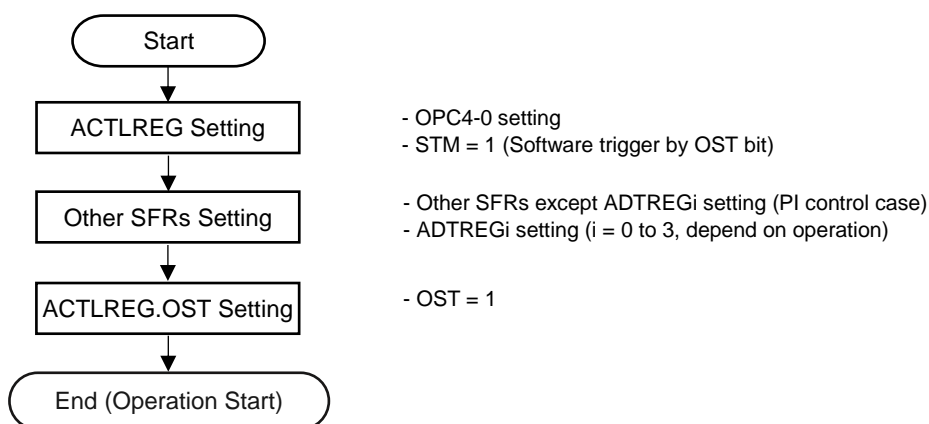 Start
ACTLREG Setting
- OPC4-0 setting
- STM = 1 (Software trigger by OST bit)
Other SFRs Setting
- Other SFRs except ADTREGi setting (PI control case)
- ADTREGi setting (i = 0 to 3, depend on operation)
ACTLREG.OST Setting
- OST = 1
End (Operation Start)